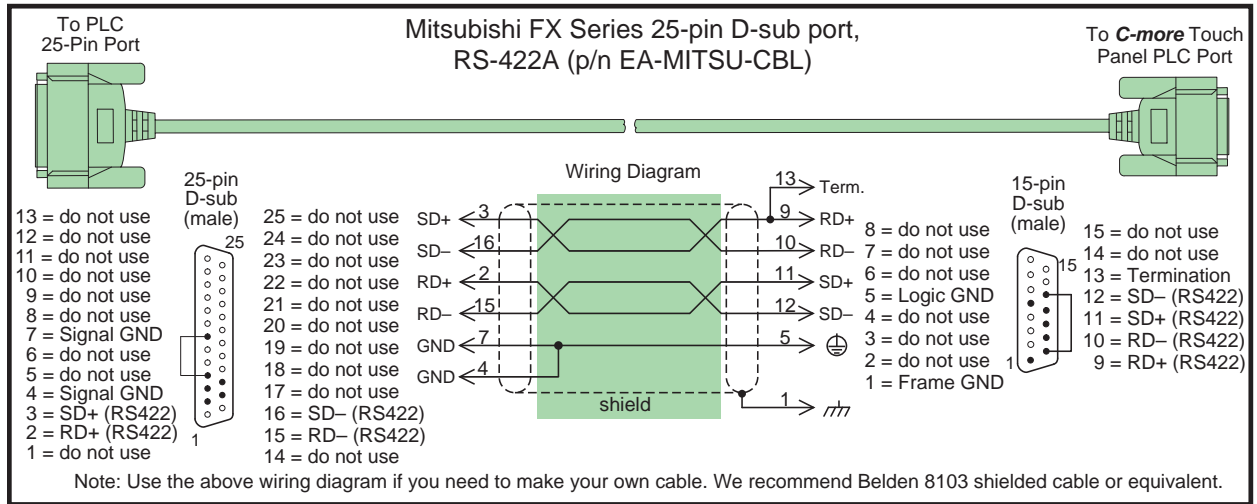 To PLC
25-Pin Port
Mitsubishi FX Series 25-pin D-sub port,
RS-422A (p/n EA-MITSU-CBL)
To C-more Touch
Panel PLC Port
25-pin
D-sub
(male)
13 = do not use
12 = do not use
11 = do not use
10 = do not use
9 = do not use
8 = do not use
7 = Signal GND
6 = do not use
5 = do not use
4 = Signal GND
3 = SD+ (RS422)
2 = RD+ (RS422)
1 = do not use
25
1
25 = do not use
24 = do not use
23 = do not use
22 = do not use
21 = do not use
20 = do not use
19 = do not use
18 = do not use
17 = do not use
16 = SD– (RS422)
15 = RD– (RS422)
14 = do not use
Wiring Diagram
13 Term.
SD+ 3 9 RD+
SD– 16 10 RD–
RD+ 2 11 SD+
RD– 15 12 SD–
GND 7 5
GND 4
shield
1
8 = do not use
7 = do not use
6 = do not use
5 = Logic GND
4 = do not use
3 = do not use
2 = do not use
1 = Frame GND
15-pin
D-sub
(male)
15
1
15 = do not use
14 = do not use
13 = Termination
12 = SD– (RS422)
11 = SD+ (RS422)
10 = RD– (RS422)
9 = RD+ (RS422)
Note: Use the above wiring diagram if you need to make your own cable. We recommend Belden 8103 shielded cable or equivalent.